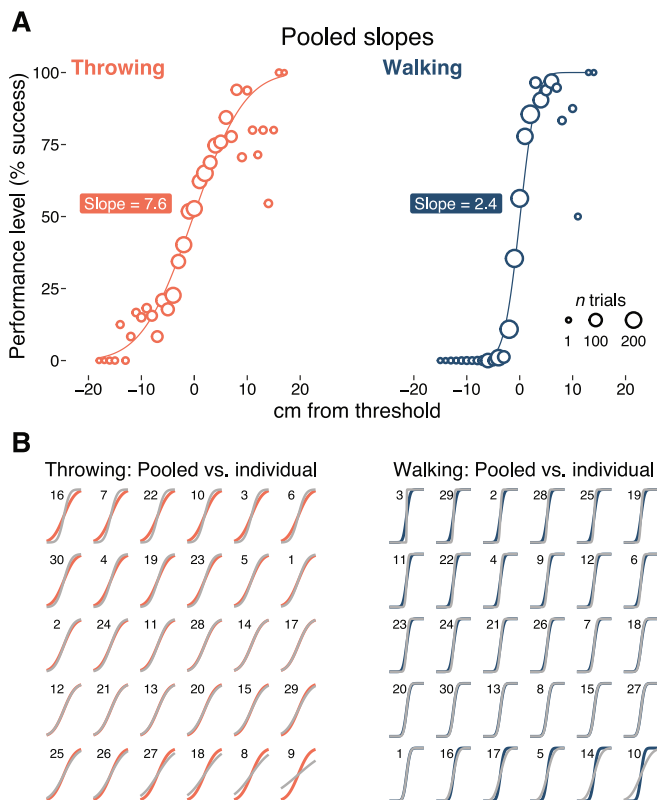 A
Pooled slopes
Throwing
Walking
Performance level (% success)
100
75
50
25
0
Slope = 7.6
Slope = 2.4
n trials
1 100 200
−20 −10 0 10 20
−20 −10 0 10 20
cm from threshold
B
Throwing: Pooled vs. individual
16 7 22 10 3 6
30 4 19 23 5 1
2 24 11 28 14 17
12 21 13 20 15 29
25 26 27 18 8 9
Walking: Pooled vs. individual
3 29 2 28 25 19
11 22 4 9 12 6
23 24 21 26 7 18
20 30 13 8 15 27
1 16 17 5 14 10